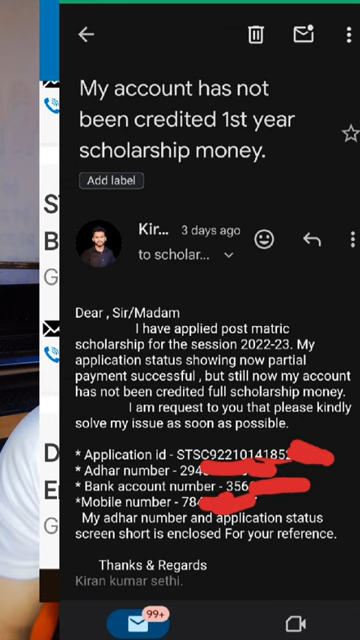 My account has not
been credited 1st year
scholarship money.
Add label
Kir... 3 days ago
to scholar...
Dear , Sir/Madam
I have applied post matric
scholarship for the session 2022-23. My
application status showing now partial
payment successful , but still now my account
has not been credited full scholarship money.
I am request to you that please kindly
solve my issue as soon as possible.
* Application id - STSC92210141852
* Adhar number - 294
* Bank account number - 356
*Mobile number - 784
My adhar number and application status
screen short is enclosed For your reference.
Thanks & Regards
Kiran kumar sethi.
99+